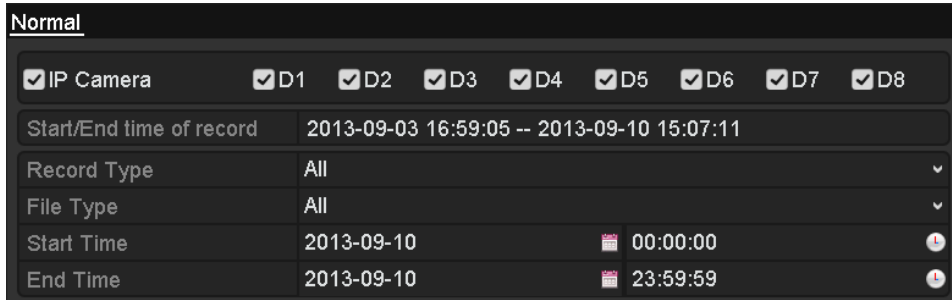 Normal
IP Camera D1 D2 D3 D4 D5 D6 D7 D8
Start/End time of record 2013-09-03 16:59:05 -- 2013-09-10 15:07:11
Record Type All
File Type All
Start Time 2013-09-10 00:00:00
End Time 2013-09-10 23:59:59